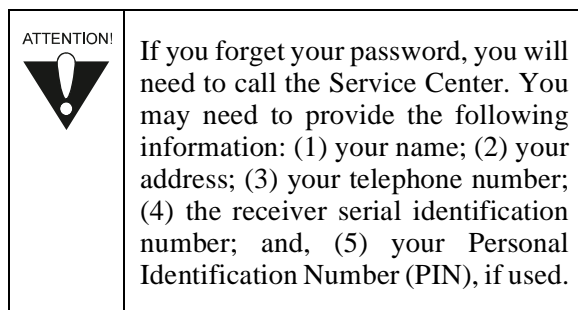 ATTENTION!
If you forget your password, you will
need to call the Service Center. You
may need to provide the following
information: (1) your name; (2) your
address; (3) your telephone number;
(4) the receiver serial identification
number; and, (5) your Personal
Identification Number (PIN), if used.